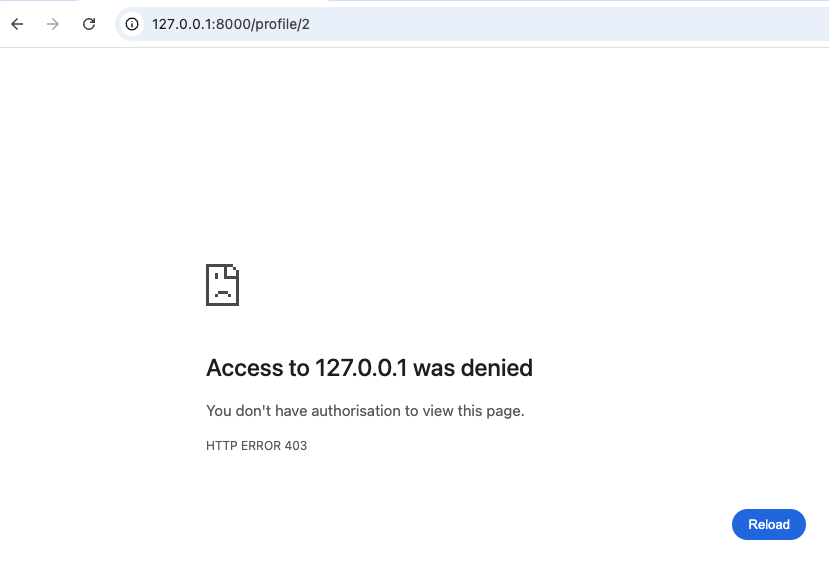 127.0.0.1:8000/profile/2
Access to 127.0.0.1 was denied
You don't have authorisation to view this page.
HTTP ERROR 403
Reload